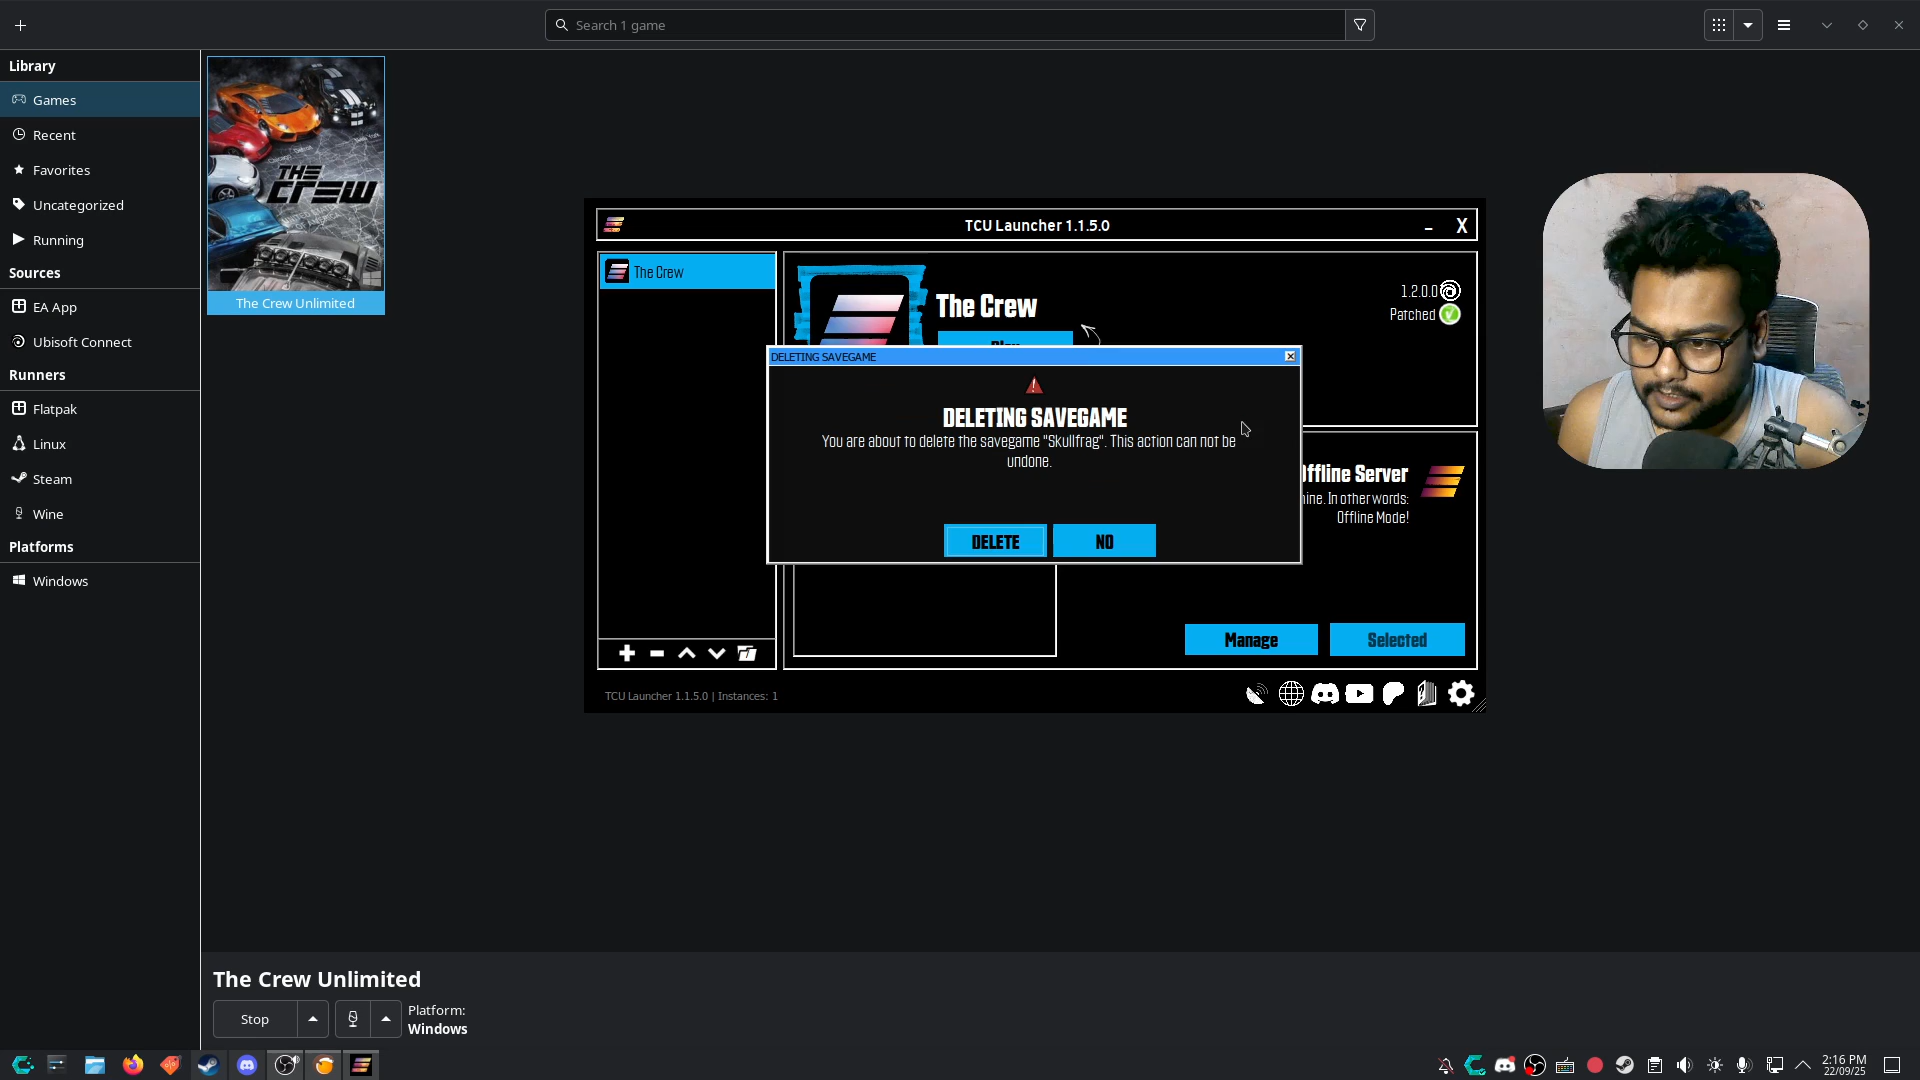 Search 1 game
Library
Games
Recent
Favorites
Uncategorized
Running
Sources
EA App
Ubisoft Connect
Runners
Flatpak
Linux
Steam
Wine
Platforms
Windows
THE CREW
The Crew Unlimited
TCU Launcher 1.1.5.0
X
The Crew
The Crew
1.2.0.0
Patched
DELETING SAVEGAME
DELETING SAVEGAME
You are about to delete the savegame "Skullfrag". This action can not be
undone.
DELETE
NO
ffline Server
ine. In other words:
Offline Mode!
Manage
Selected
TCU Launcher 1.1.5.0 | Instances: 1
The Crew Unlimited
Stop
Platform:
Windows
2:16 PM
22/09/25